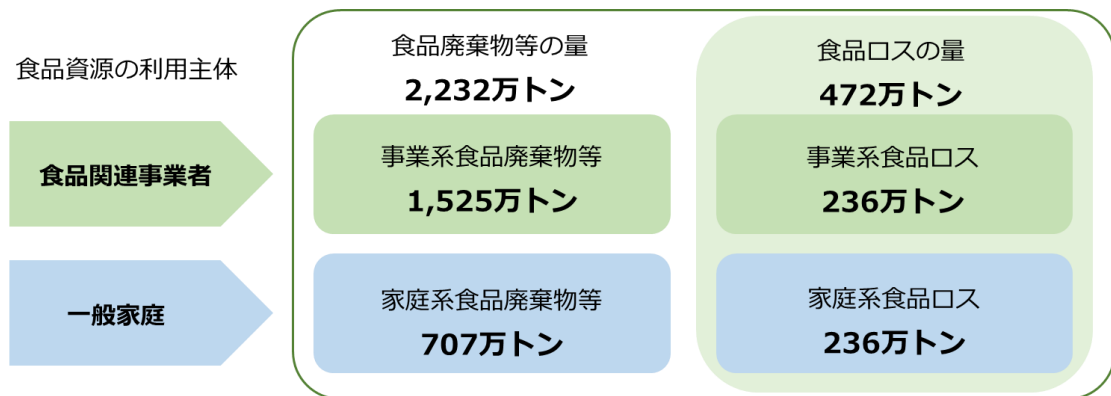 食品資源の利用主体
食品廃棄物等の量
2,232万トン
食品ロスの量
472万トン
食品関連事業者
事業系食品廃棄物等
1,525万トン
事業系食品ロス
236万トン
一般家庭
家庭系食品廃棄物等
707万トン
家庭系食品ロス
236万トン